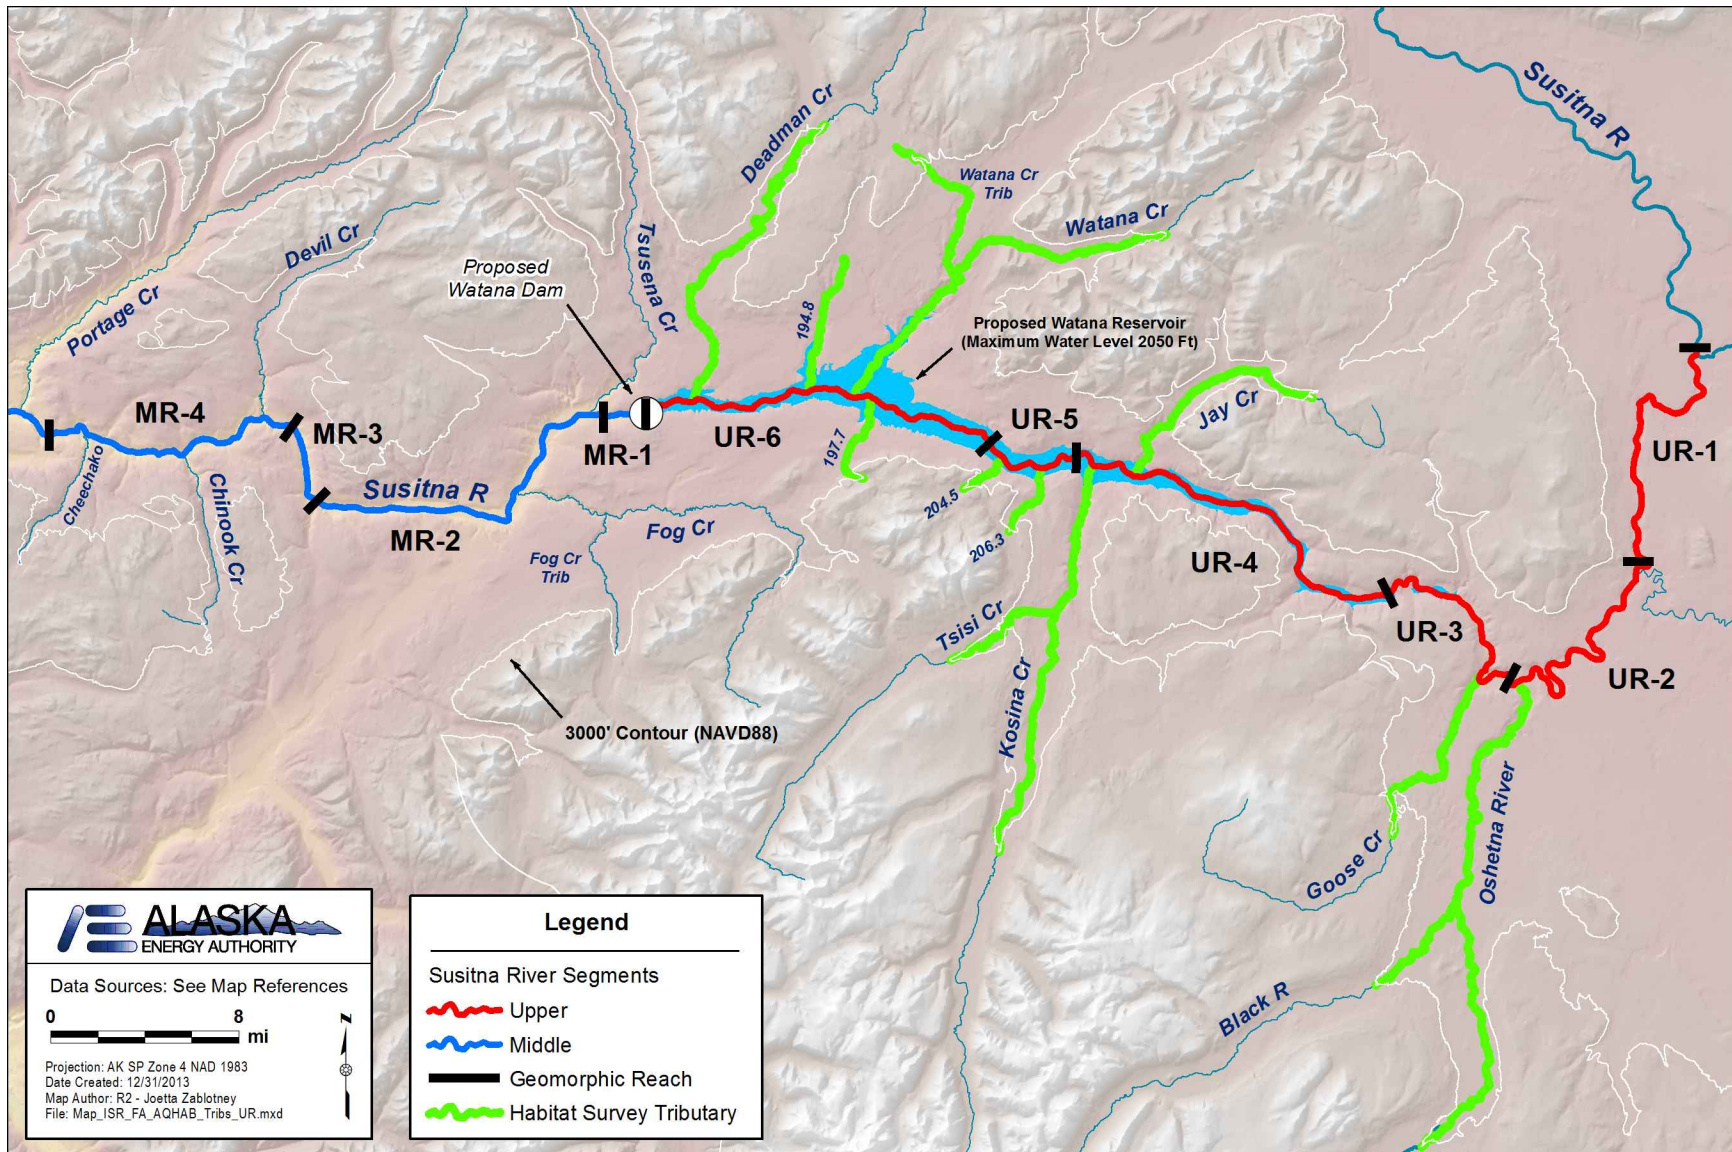 Susitna R
Deadman Cr
Watana Cr
Trib
Watana Cr
Devil Cr
Tsusena Cr
Proposed
Watana Dam
Portage Cr
194.8
Proposed Watana Reservoir
(Maximum Water Level 2050 Ft)
MR-4
MR-3
MR-1
UR-6
UR-5
Jay Cr
UR-1
197.7
Cheechako
Chinook Cr
Susitna R
MR-2
204.5
206.3
Fog Cr
Fog Cr
Trib
UR-4
Tsisi Cr
UR-3
UR-2
Kosina Cr
3000' Contour (NAVD88)
Goose Cr
Oshetna River
Black R
ALASKA
ENERGY AUTHORITY
Data Sources: See Map References
0 8
mi
N
Projection: AK SP Zone 4 NAD 1983
Date Created: 12/31/2013
Map Author: R2 - Joetta Zablotney
File: Map_ISR_FA_AQHAB_Tribs_UR.mxd
Legend
Susitna River Segments
Upper
Middle
Geomorphic Reach
Habitat Survey Tributary